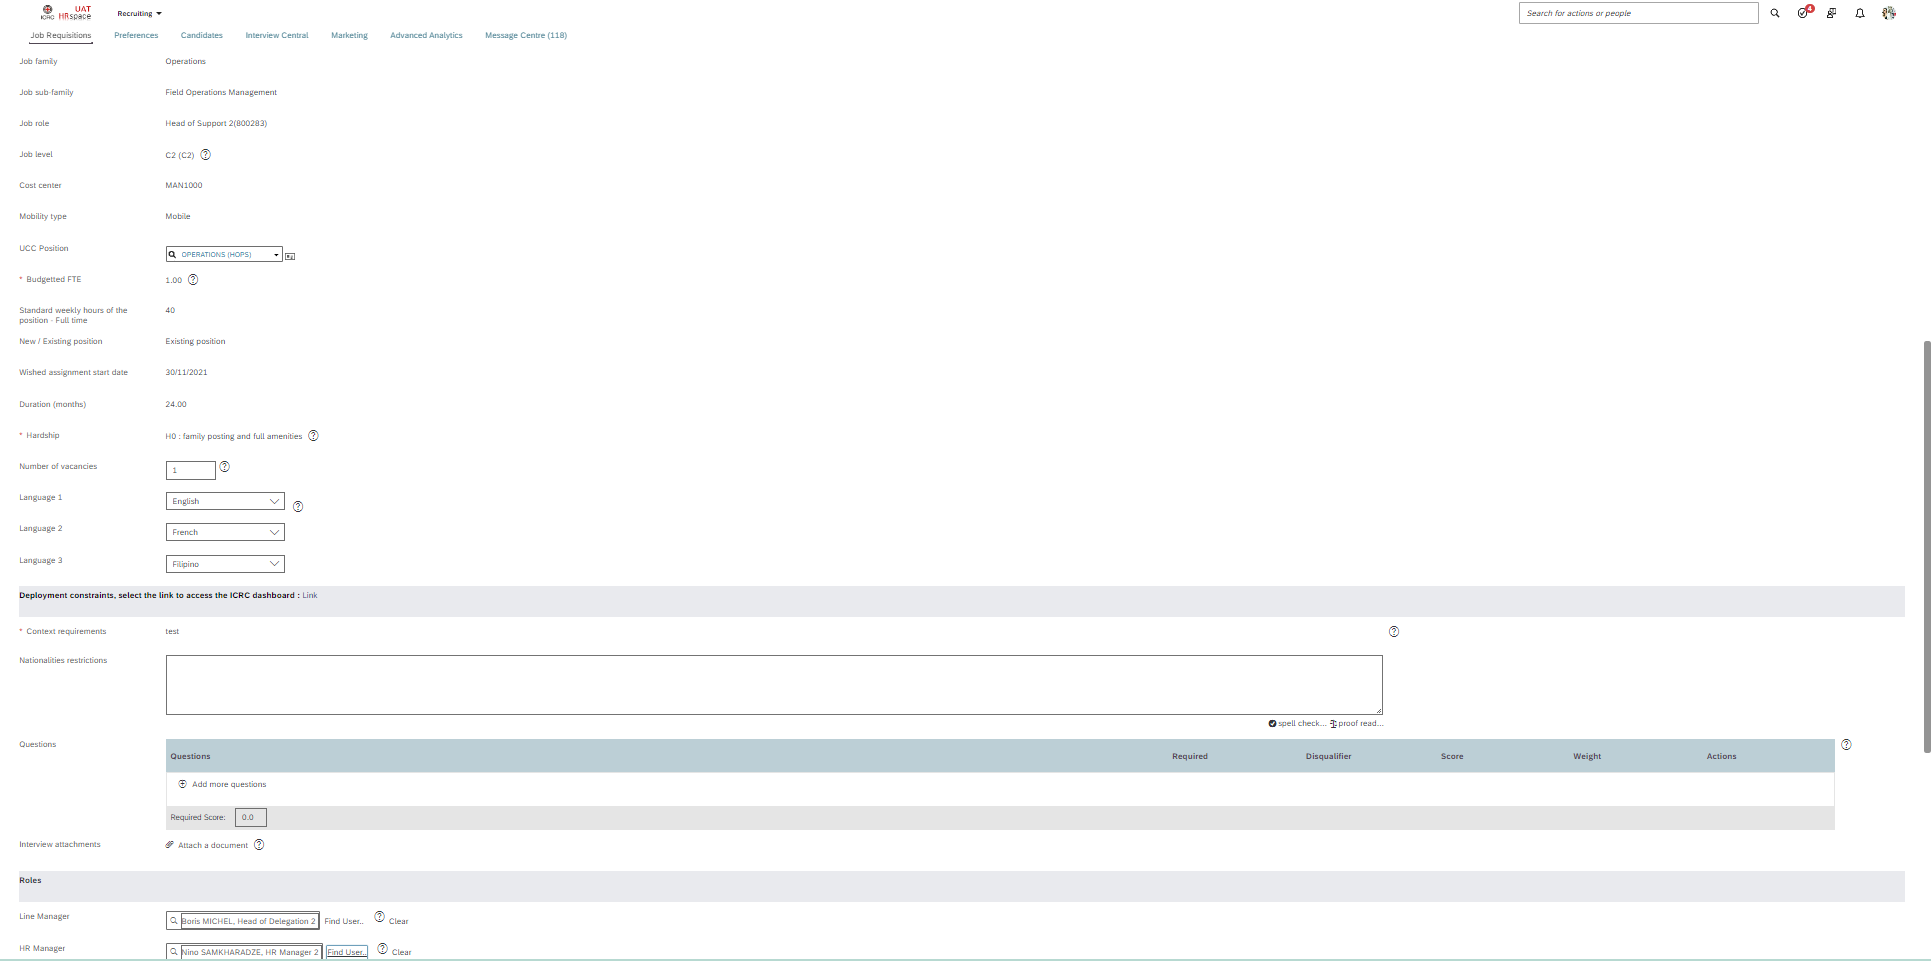 ICRC UAT HRspace
Recruiting
Search for actions or people
4
Job Requisitions Preferences Candidates Interview Central Marketing Advanced Analytics Message Centre (118)
Job family Operations
Job sub-family Field Operations Management
Job role Head of Support 2(800283)
Job level C2 (C2)
Cost center MAN1000
Mobility type Mobile
UCC Position OPERATIONS (HOPS)
* Budgetted FTE 1.00
Standard weekly hours of the 40
position - Full time
New / Existing position Existing position
Wished assignment start date 30/11/2021
Duration (months) 24.00
* Hardship H0 : family posting and full amenities
Number of vacancies 1
Language 1 English
Language 2 French
Language 3 Filipino
Deployment constraints, select the link to access the ICRC dashboard : Link
* Context requirements test
Nationalities restrictions
spell check... proof read...
Questions
Questions Required Disqualifier Score Weight Actions
Add more questions
Required Score: 0.0
Interview attachments Attach a document
Roles
Line Manager Boris MICHEL, Head of Delegation 2 Find User.. Clear
HR Manager Nino SAMKHARADZE, HR Manager 2 Find User.. Clear